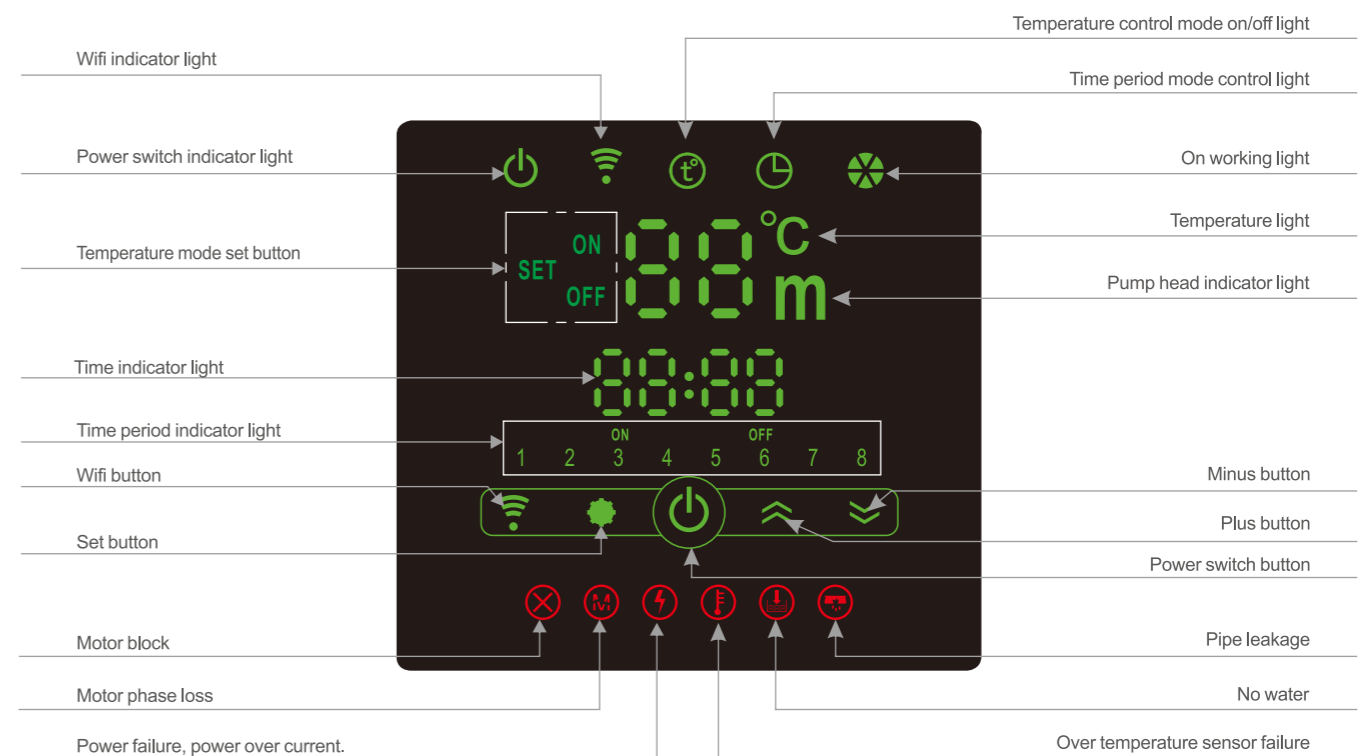 Temperature control mode on/off light
Wifi indicator light
Time period mode control light
Power switch indicator light
On working light
Temperature light
Temperature mode set button
SET ON OFF
88 °C
m
Pump head indicator light
Time indicator light
88:88
Time period indicator light
ON OFF
1 2 3 4 5 6 7 8
Wifi button
Minus button
Set button
Plus button
Power switch button
M
Motor block
Pipe leakage
Motor phase loss
No water
Power failure, power over current.
Over temperature sensor failure